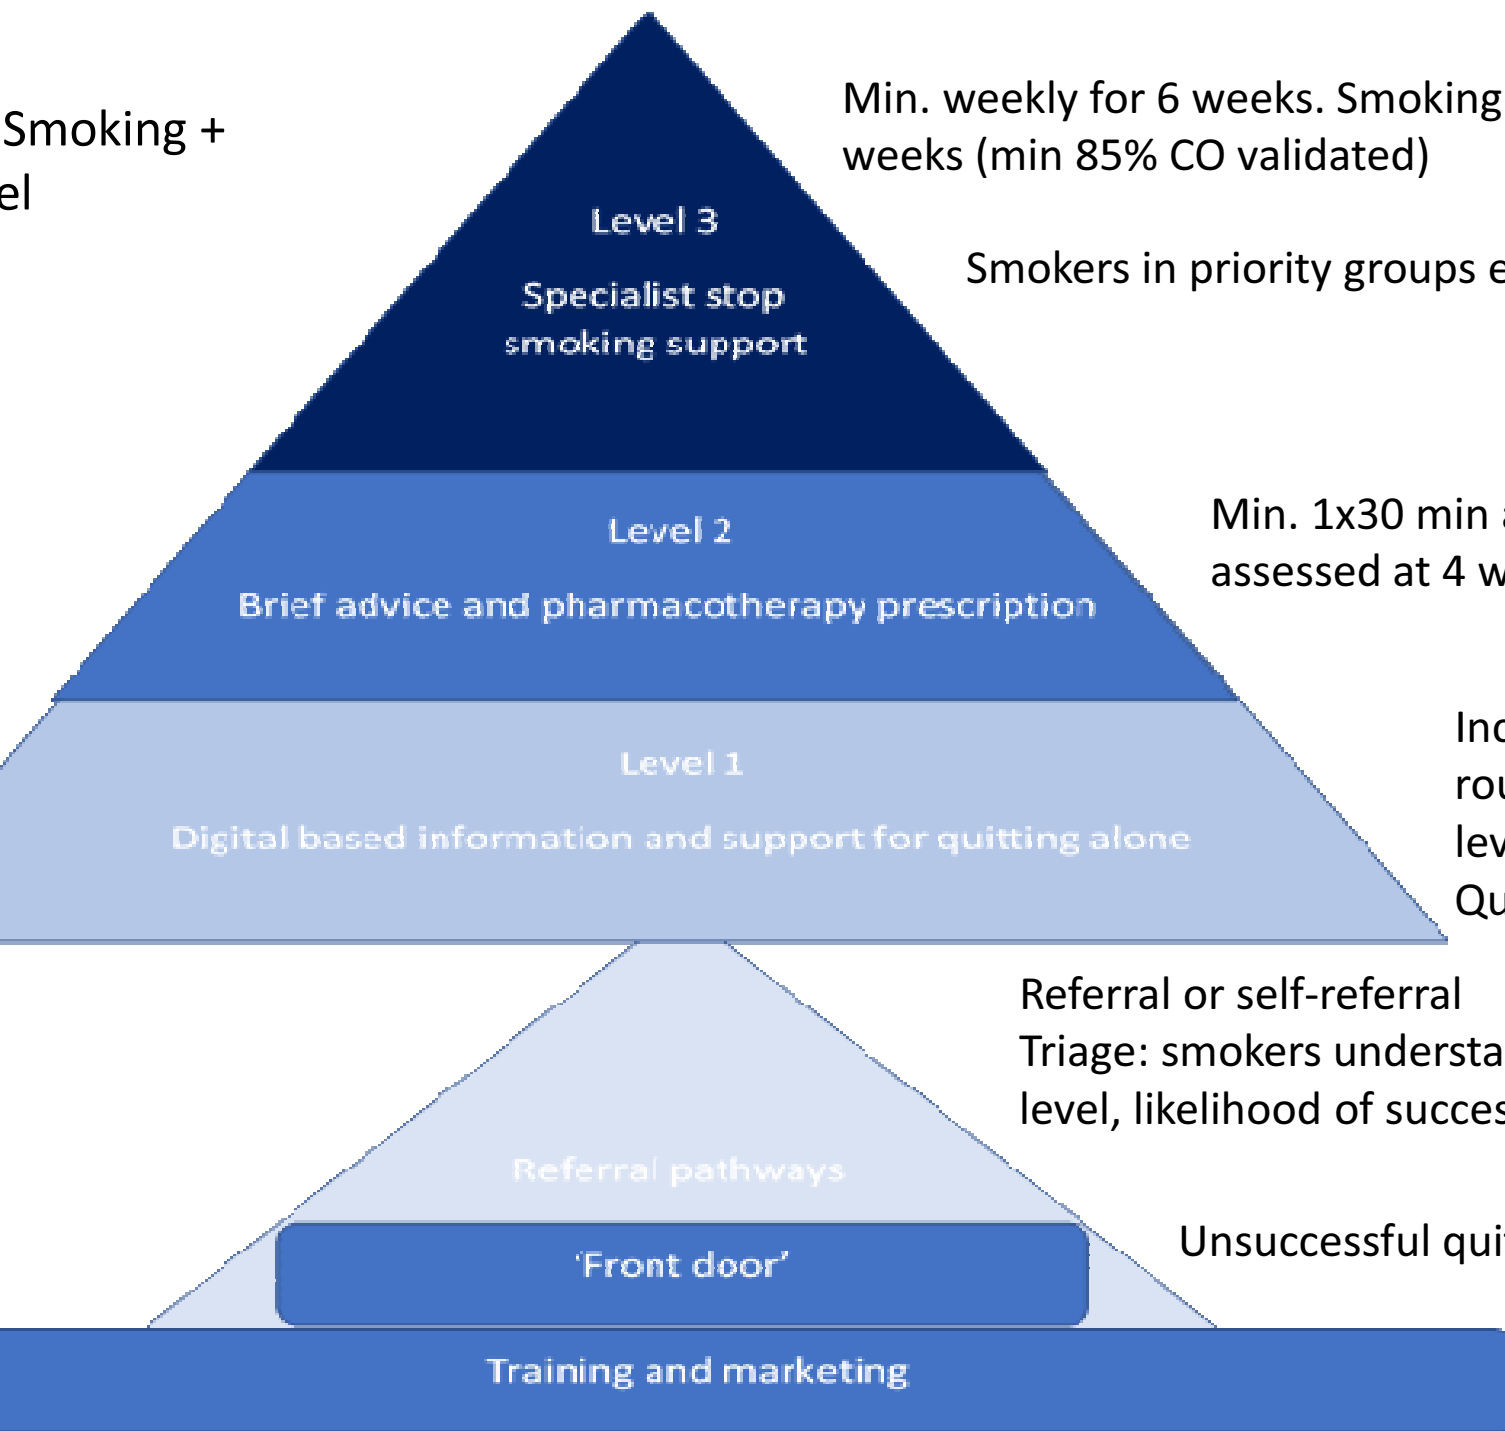 Smoking +
el
Min. weekly for 6 weeks. Smoking
weeks (min 85% CO validated)
Level 3
Specialist stop
smoking support
Smokers in priority groups e
Level 2
Brief advice and pharmacotherapy prescription
Min. 1x30 min a
assessed at 4 w
Level 1
Digital based information and support for quitting alone
Inc
rou
lev
Qu
Referral or self-referral
Triage: smokers understa
level, likelihood of succes
Referral pathways
‘Front door’
Unsuccessful qui
Training and marketing